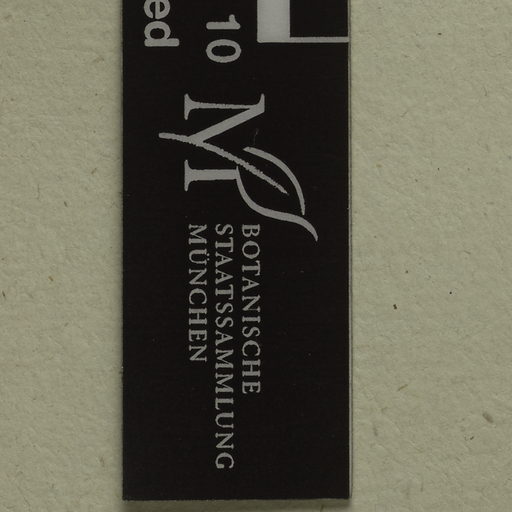 ed
10
M
BOTANISCHE
STAATSSAMMLUNG
MÜNCHEN